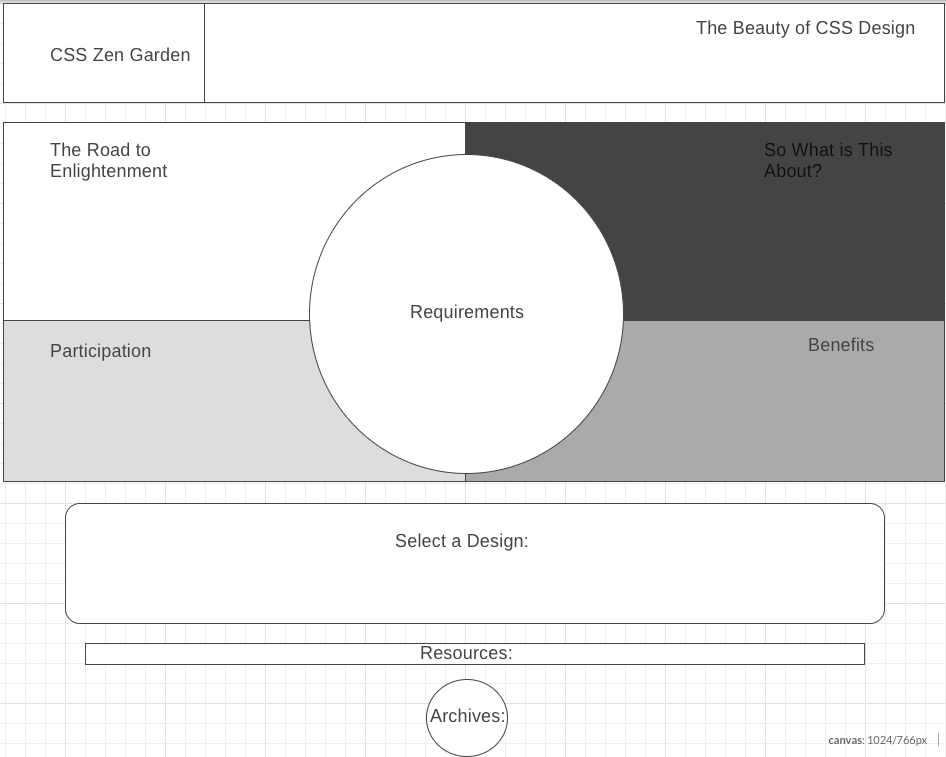 CSS Zen Garden
The Beauty of CSS Design
The Road to
Enlightenment
So What is This
About?
Requirements
Participation
Benefits
Select a Design:
Resources:
Archives:
canvas: 1024/766px